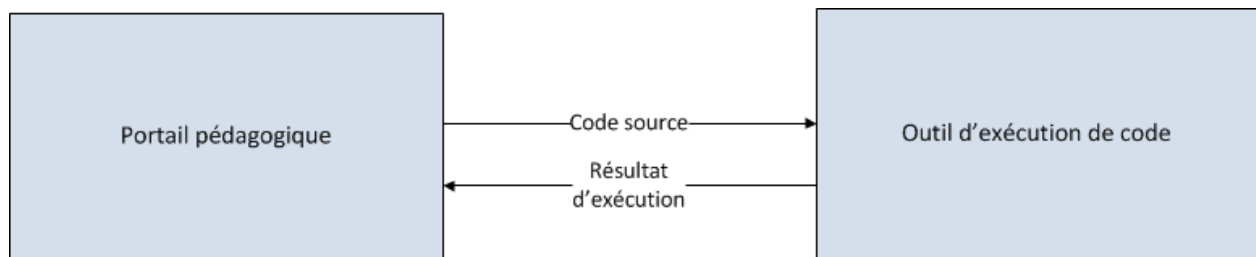 Portail pédagogique
Code source
Résultat
d'exécution
Outil d'exécution de code